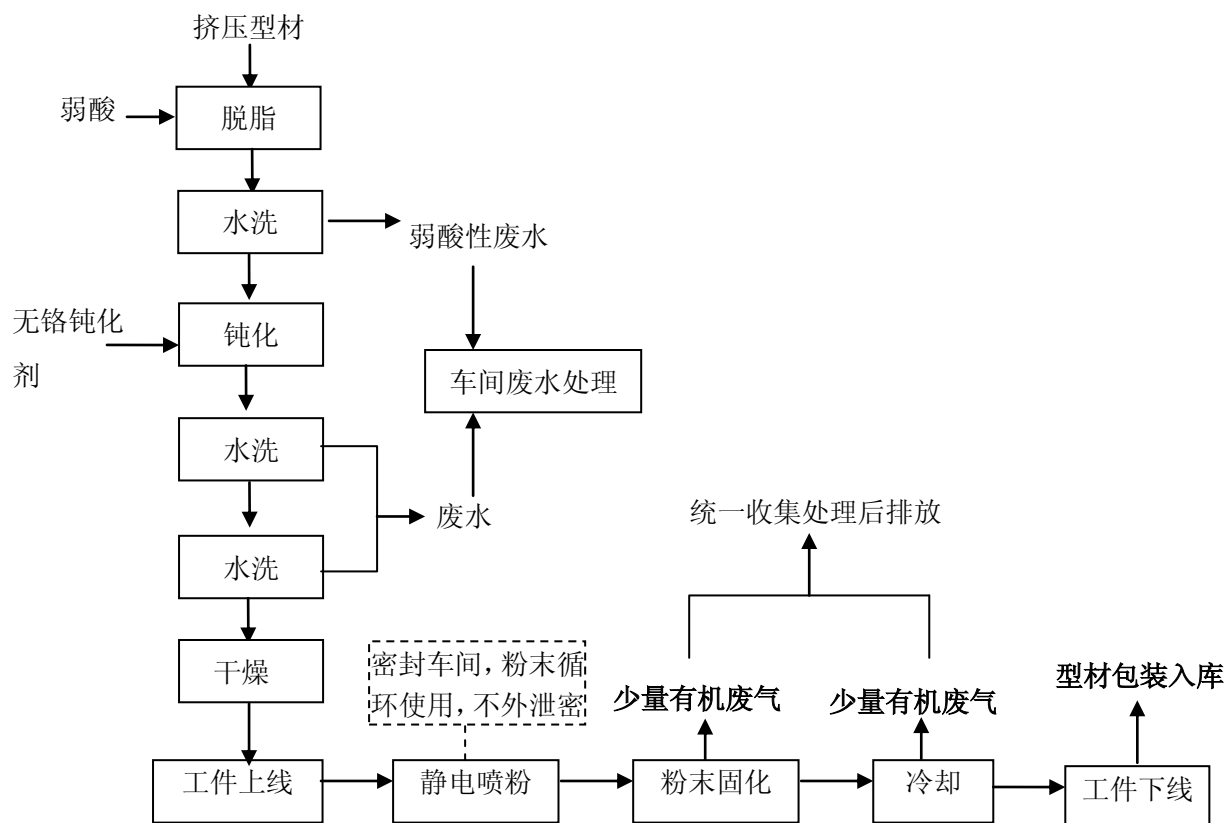 挤压型材
弱酸
脱脂
水洗
弱酸性废水
无铬钝化
剂
钝化
车间废水处理
水洗
废水
统一收集处理后排放
水洗
干燥
密封车间，粉末循
环使用，不外泄密
少量有机废气
少量有机废气
型材包装入库
工件上线
静电喷粉
粉末固化
冷却
工件下线